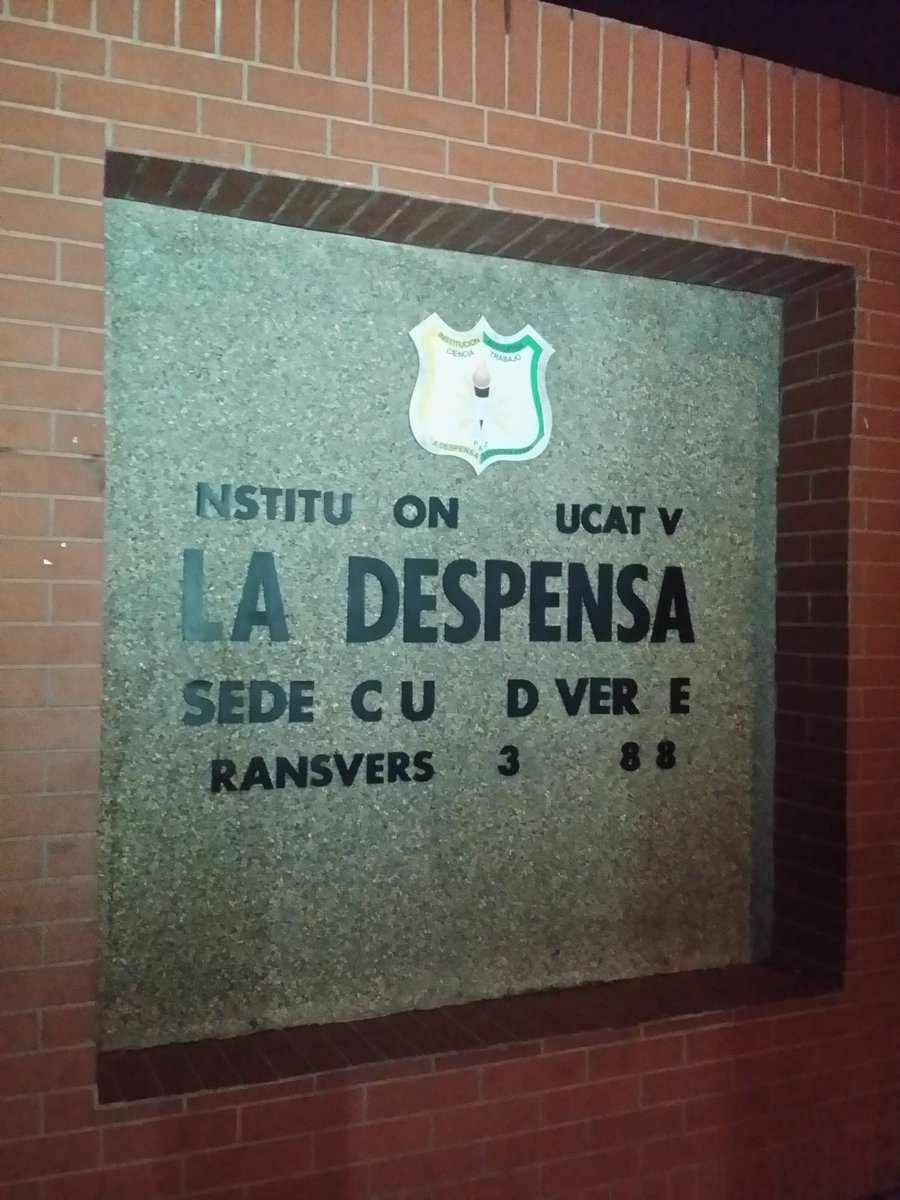 INSTITUCION
CIENCIA TRABAJO
PAZ
A DESPENSA
NSTITU ON UCAT V
LA DESPENSA
SEDE C U D VER E
RANSVERS 3 8 8